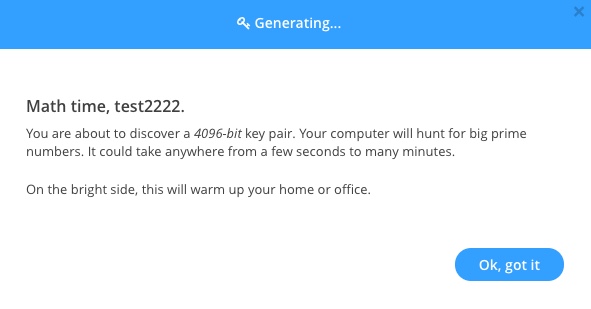 Generating...
Math time, test2222.
You are about to discover a 4096-bit key pair. Your computer will hunt for big prime
numbers. It could take anywhere from a few seconds to many minutes.
On the bright side, this will warm up your home or office.
Ok, got it